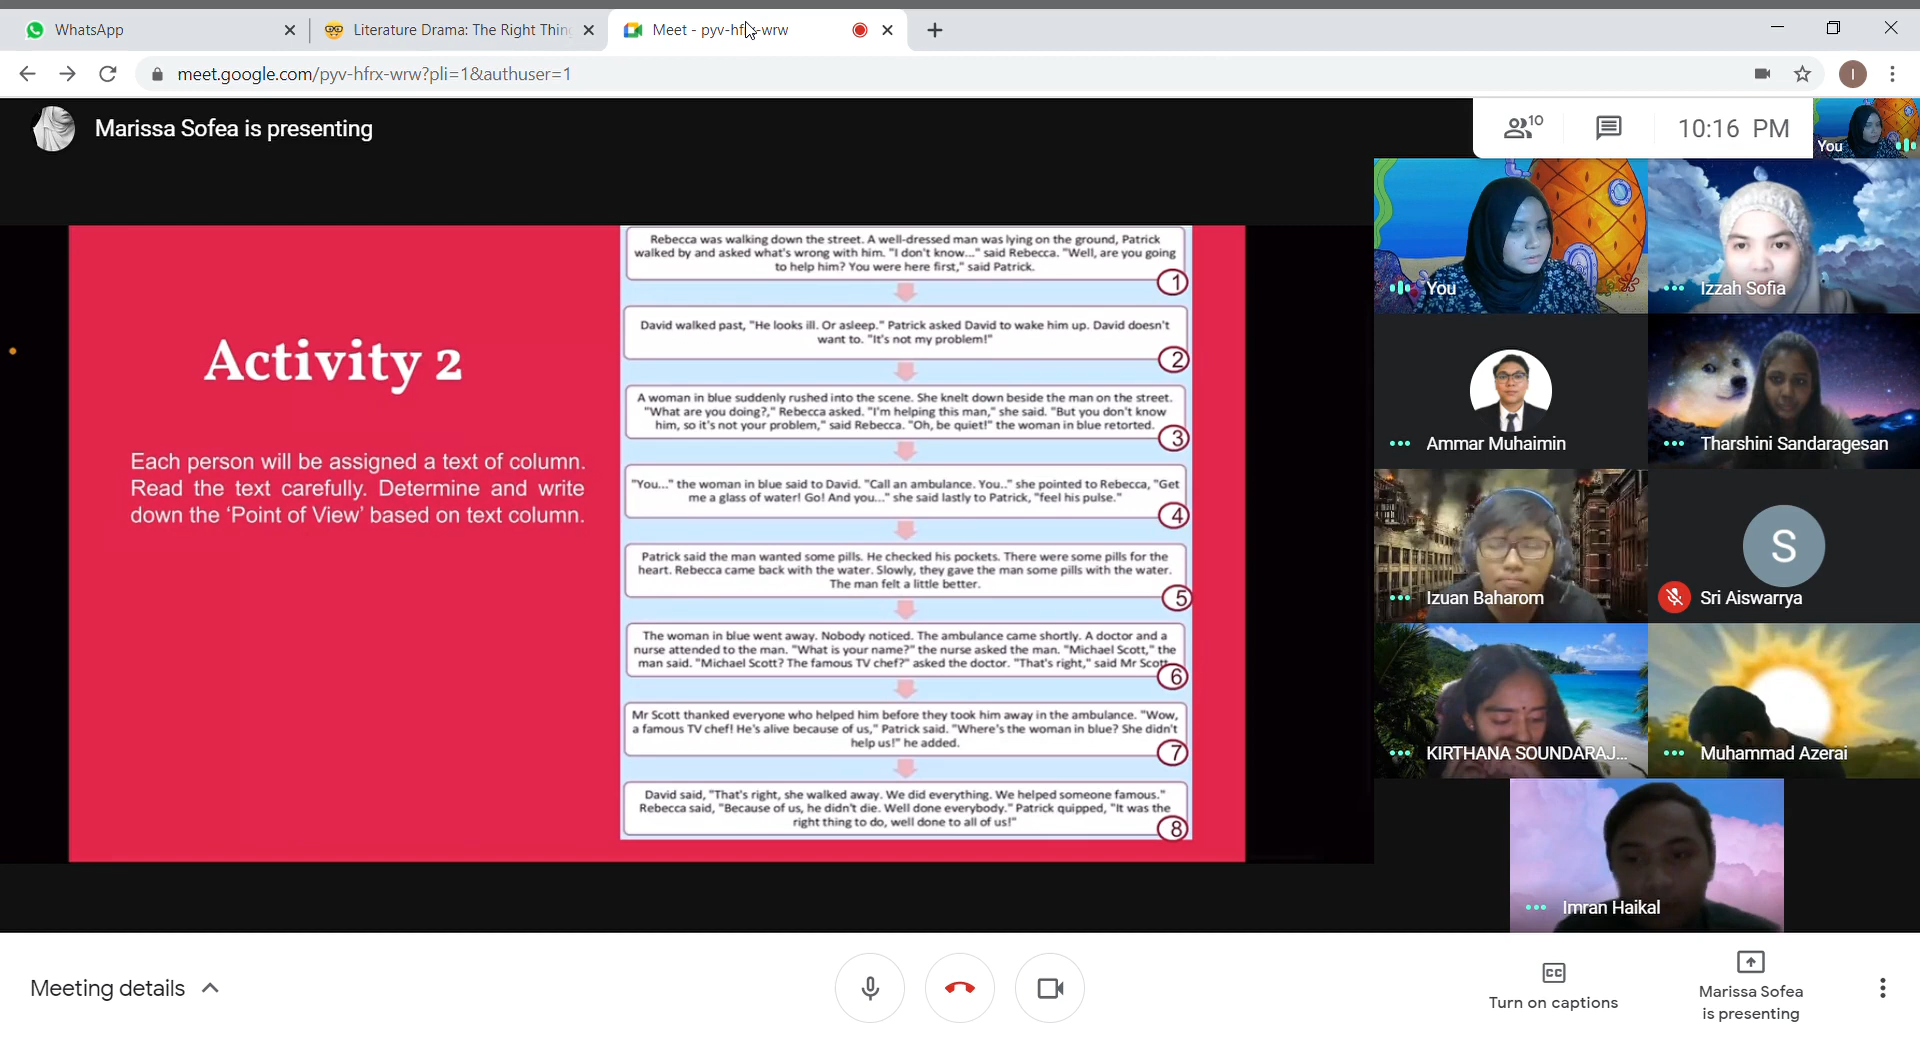 WhatsApp
Literature Drama: The Right Thin
Meet - pyv-hfrx-wrw
meet.google.com/pyv-hfrx-wrw?pli=1&authuser=1
I
Marissa Sofea is presenting
10
10:16 PM
You
Activity 2
Each person will be assigned a text of column.
Read the text carefully. Determine and write
down the ‘Point of View’ based on text column.
Rebecca was walking down the street. A well-dressed man was lying on the ground, Patrick
walked by and asked what's wrong with him. "I don't know..." said Rebecca. "Well, are you going
to help him? You were here first," said Patrick.
1
David walked past, "He looks ill. Or asleep." Patrick asked David to wake him up. David doesn't
want to. "It's not my problem!"
2
A woman in blue suddenly rushed into the scene. She knelt down beside the man on the street.
"What are you doing?," Rebecca asked. "I'm helping this man," she said. "But you don't know
him, so it's not your problem," said Rebecca. "Oh, be quiet!" the woman in blue retorted.
3
"You..." the woman in blue said to David. "Call an ambulance. You.." she pointed to Rebecca, "Get
me a glass of water! Go! And you..." she said lastly to Patrick, "feel his pulse."
4
Patrick said the man wanted some pills. He checked his pockets. There were some pills for the
heart. Rebecca came back with the water. Slowly, they gave the man some pills with the water.
The man felt a little better.
5
The woman in blue went away. Nobody noticed. The ambulance came shortly. A doctor and a
nurse attended to the man. "What is your name?" the nurse asked the man. "Michael Scott," the
man said. "Michael Scott? The famous TV chef?" asked the doctor. "That's right," said Mr Scott
6
Mr Scott thanked everyone who helped him before they took him away in the ambulance. "Wow,
a famous TV chef! He's alive because of us," Patrick said. "Where's the woman in blue? She didn't
help us!" he added.
7
David said, "That's right, she walked away. We did everything. We helped someone famous."
Rebecca said, "Because of us, he didn't die. Well done everybody." Patrick quipped, "It was the
right thing to do, well done to all of us!"
8
You
Izzah Sofia
Ammar Muhaimin
Tharshini Sandaragesan
Izuan Baharom
S
Sri Aiswarrya
KIRTHANA SOUNDARAJ...
Muhammad Azerai
Imran Haikal
Meeting details
CC
Turn on captions
Marissa Sofea
is presenting